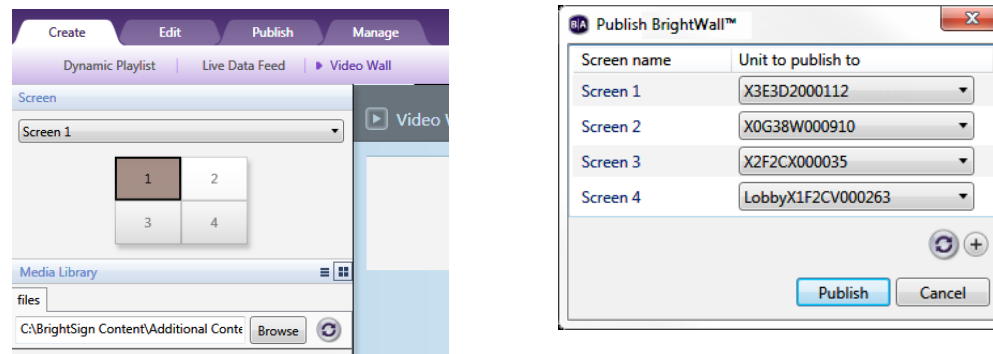 Create Edit Publish Manage
Dynamic Playlist Live Data Feed Video Wall
Screen
Screen 1
Video
1 2
3 4
Media Library
files
C:\BrightSign Content\Additional Conte Browse
B|A Publish BrightWall™
Screen name Unit to publish to
Screen 1 X3E3D2000112
Screen 2 X0G38W000910
Screen 3 X2F2CX000035
Screen 4 LobbyX1F2CV000263
Publish Cancel